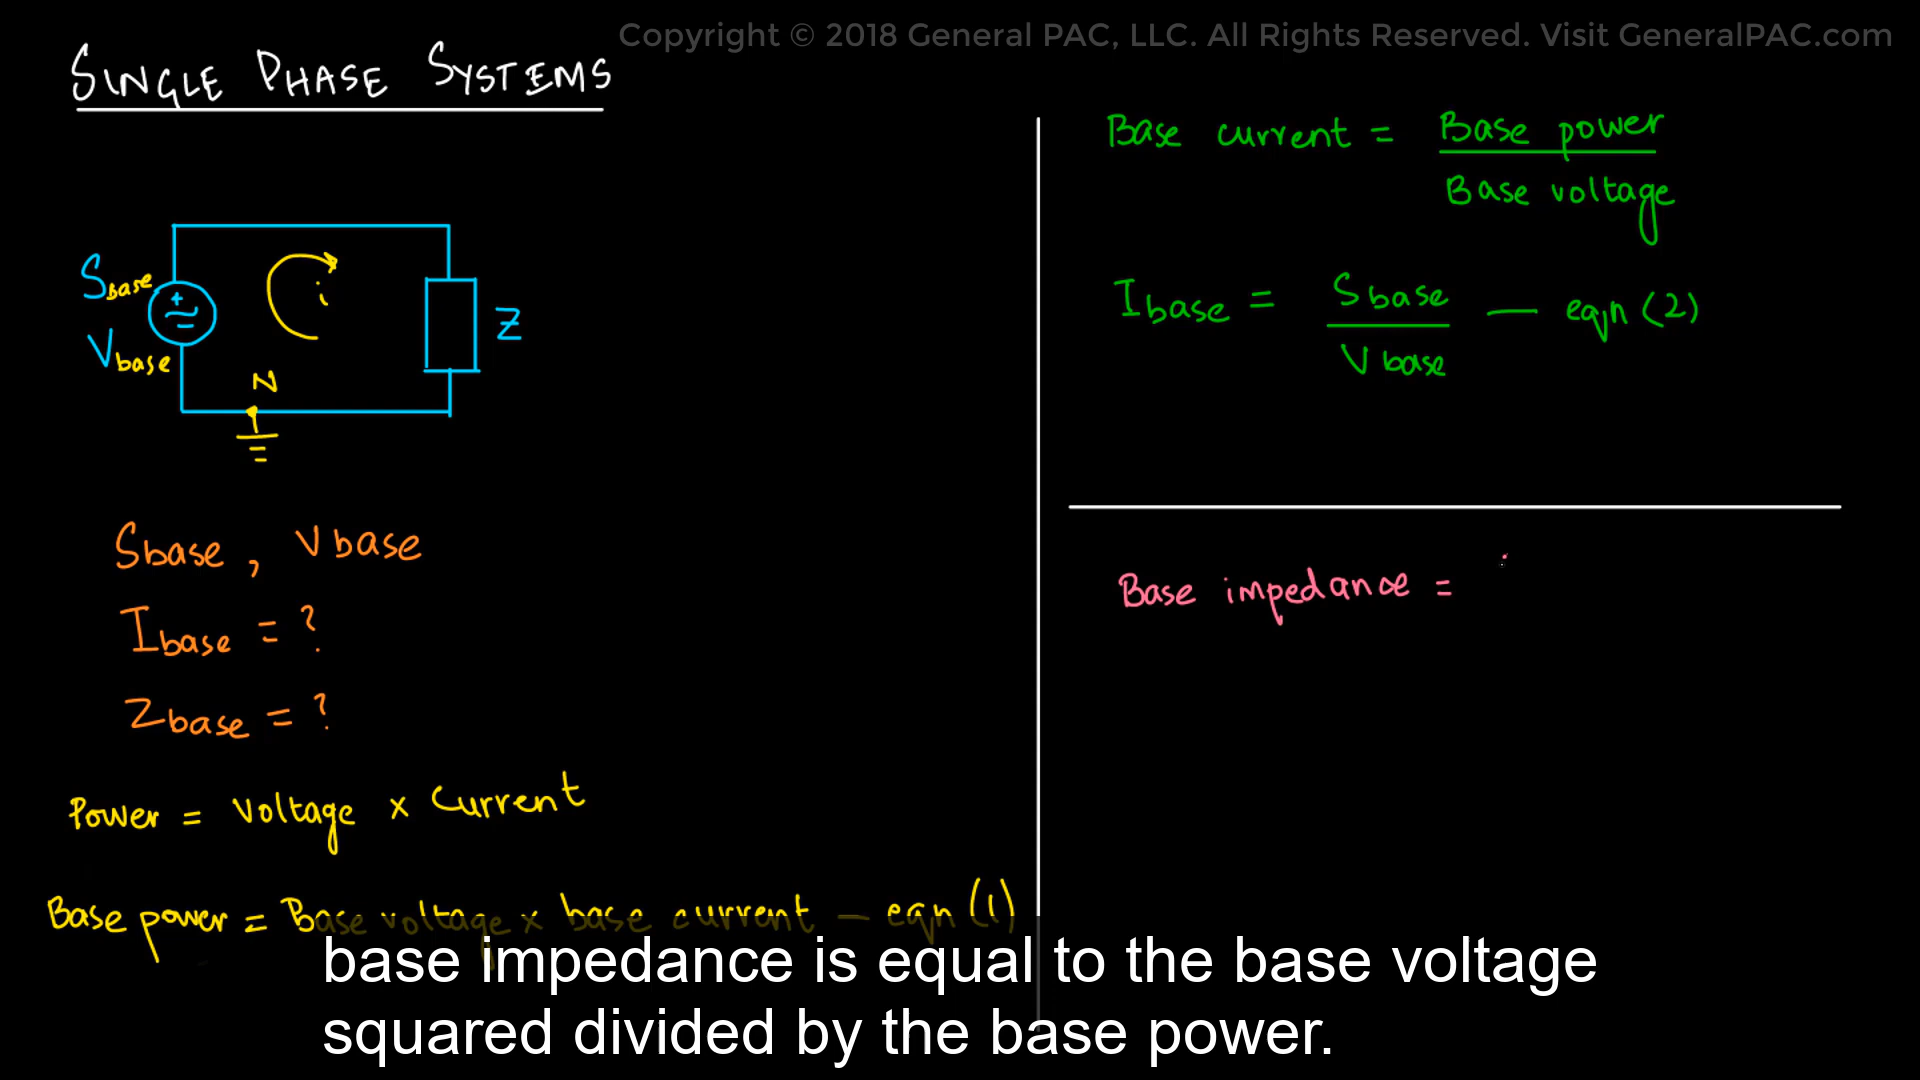 Copyright © 2018 General PAC, LLC. All Rights Reserved. Visit GeneralPAC.com
SINGLE PHASE SYSTEMS
Sbase
+
i
Vbase
Z
N
Sbase, Vbase
Ibase = ?
Zbase = ?
Power = Voltage x Current
Base power = Base voltage x base current — eqn (1)
Base current = Base power
Base voltage
Ibase = Sbase — eqn (2)
Vbase
Base impedance =
base impedance is equal to the base voltage
squared divided by the base power.